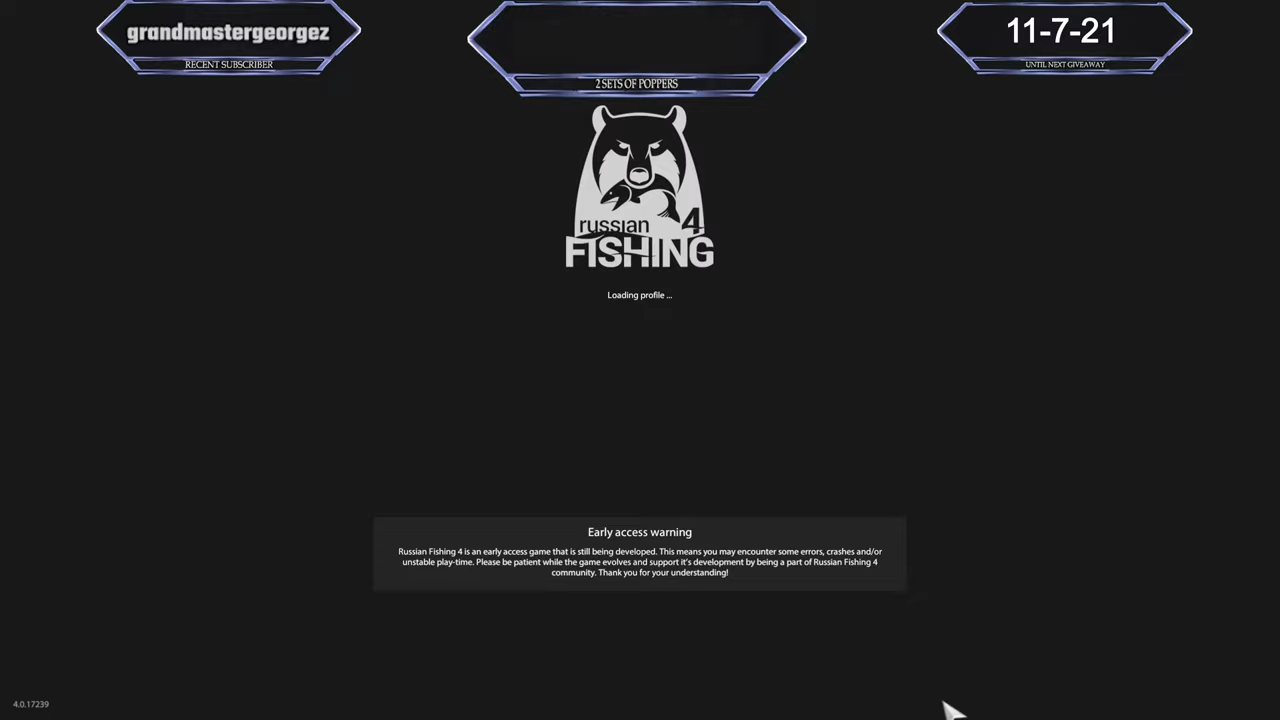 grandmastergeorgez
RECENT SUBSCRIBER
2 SETS OF POPPERS
11-7-21
UNTIL NEXT GIVEAWAY
russian 4
FISHING
Loading profile ...
Early access warning
Russian Fishing 4 is an early access game that is still being developed. This means you may encounter some errors, crashes and/or
unstable play-time. Please be patient while the game evolves and support it's development by being a part of Russian Fishing 4
community. Thank you for your understanding!
4.0.17239